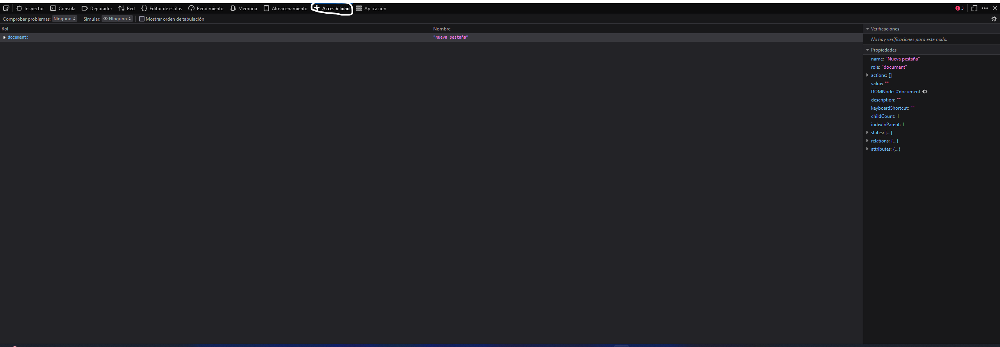 Inspector Consola Depurador Red Editor de estilos Rendimiento Memoria Almacenamiento Accesibilidad Aplicación 3
Comprobar problemas: Ninguno Simular: Ninguno Mostrar orden de tabulación
Rol Nombre
document: "Nueva pestaña"
Verificaciones
No hay verificaciones para este nodo.
Propiedades
name: "Nueva pestaña"
role: "document"
actions: []
value: ""
DOMNode: #document
description: ""
keyboardShortcut: ""
childCount: 1
indexInParent: 1
states: […]
relations: {…}
attributes: {…}